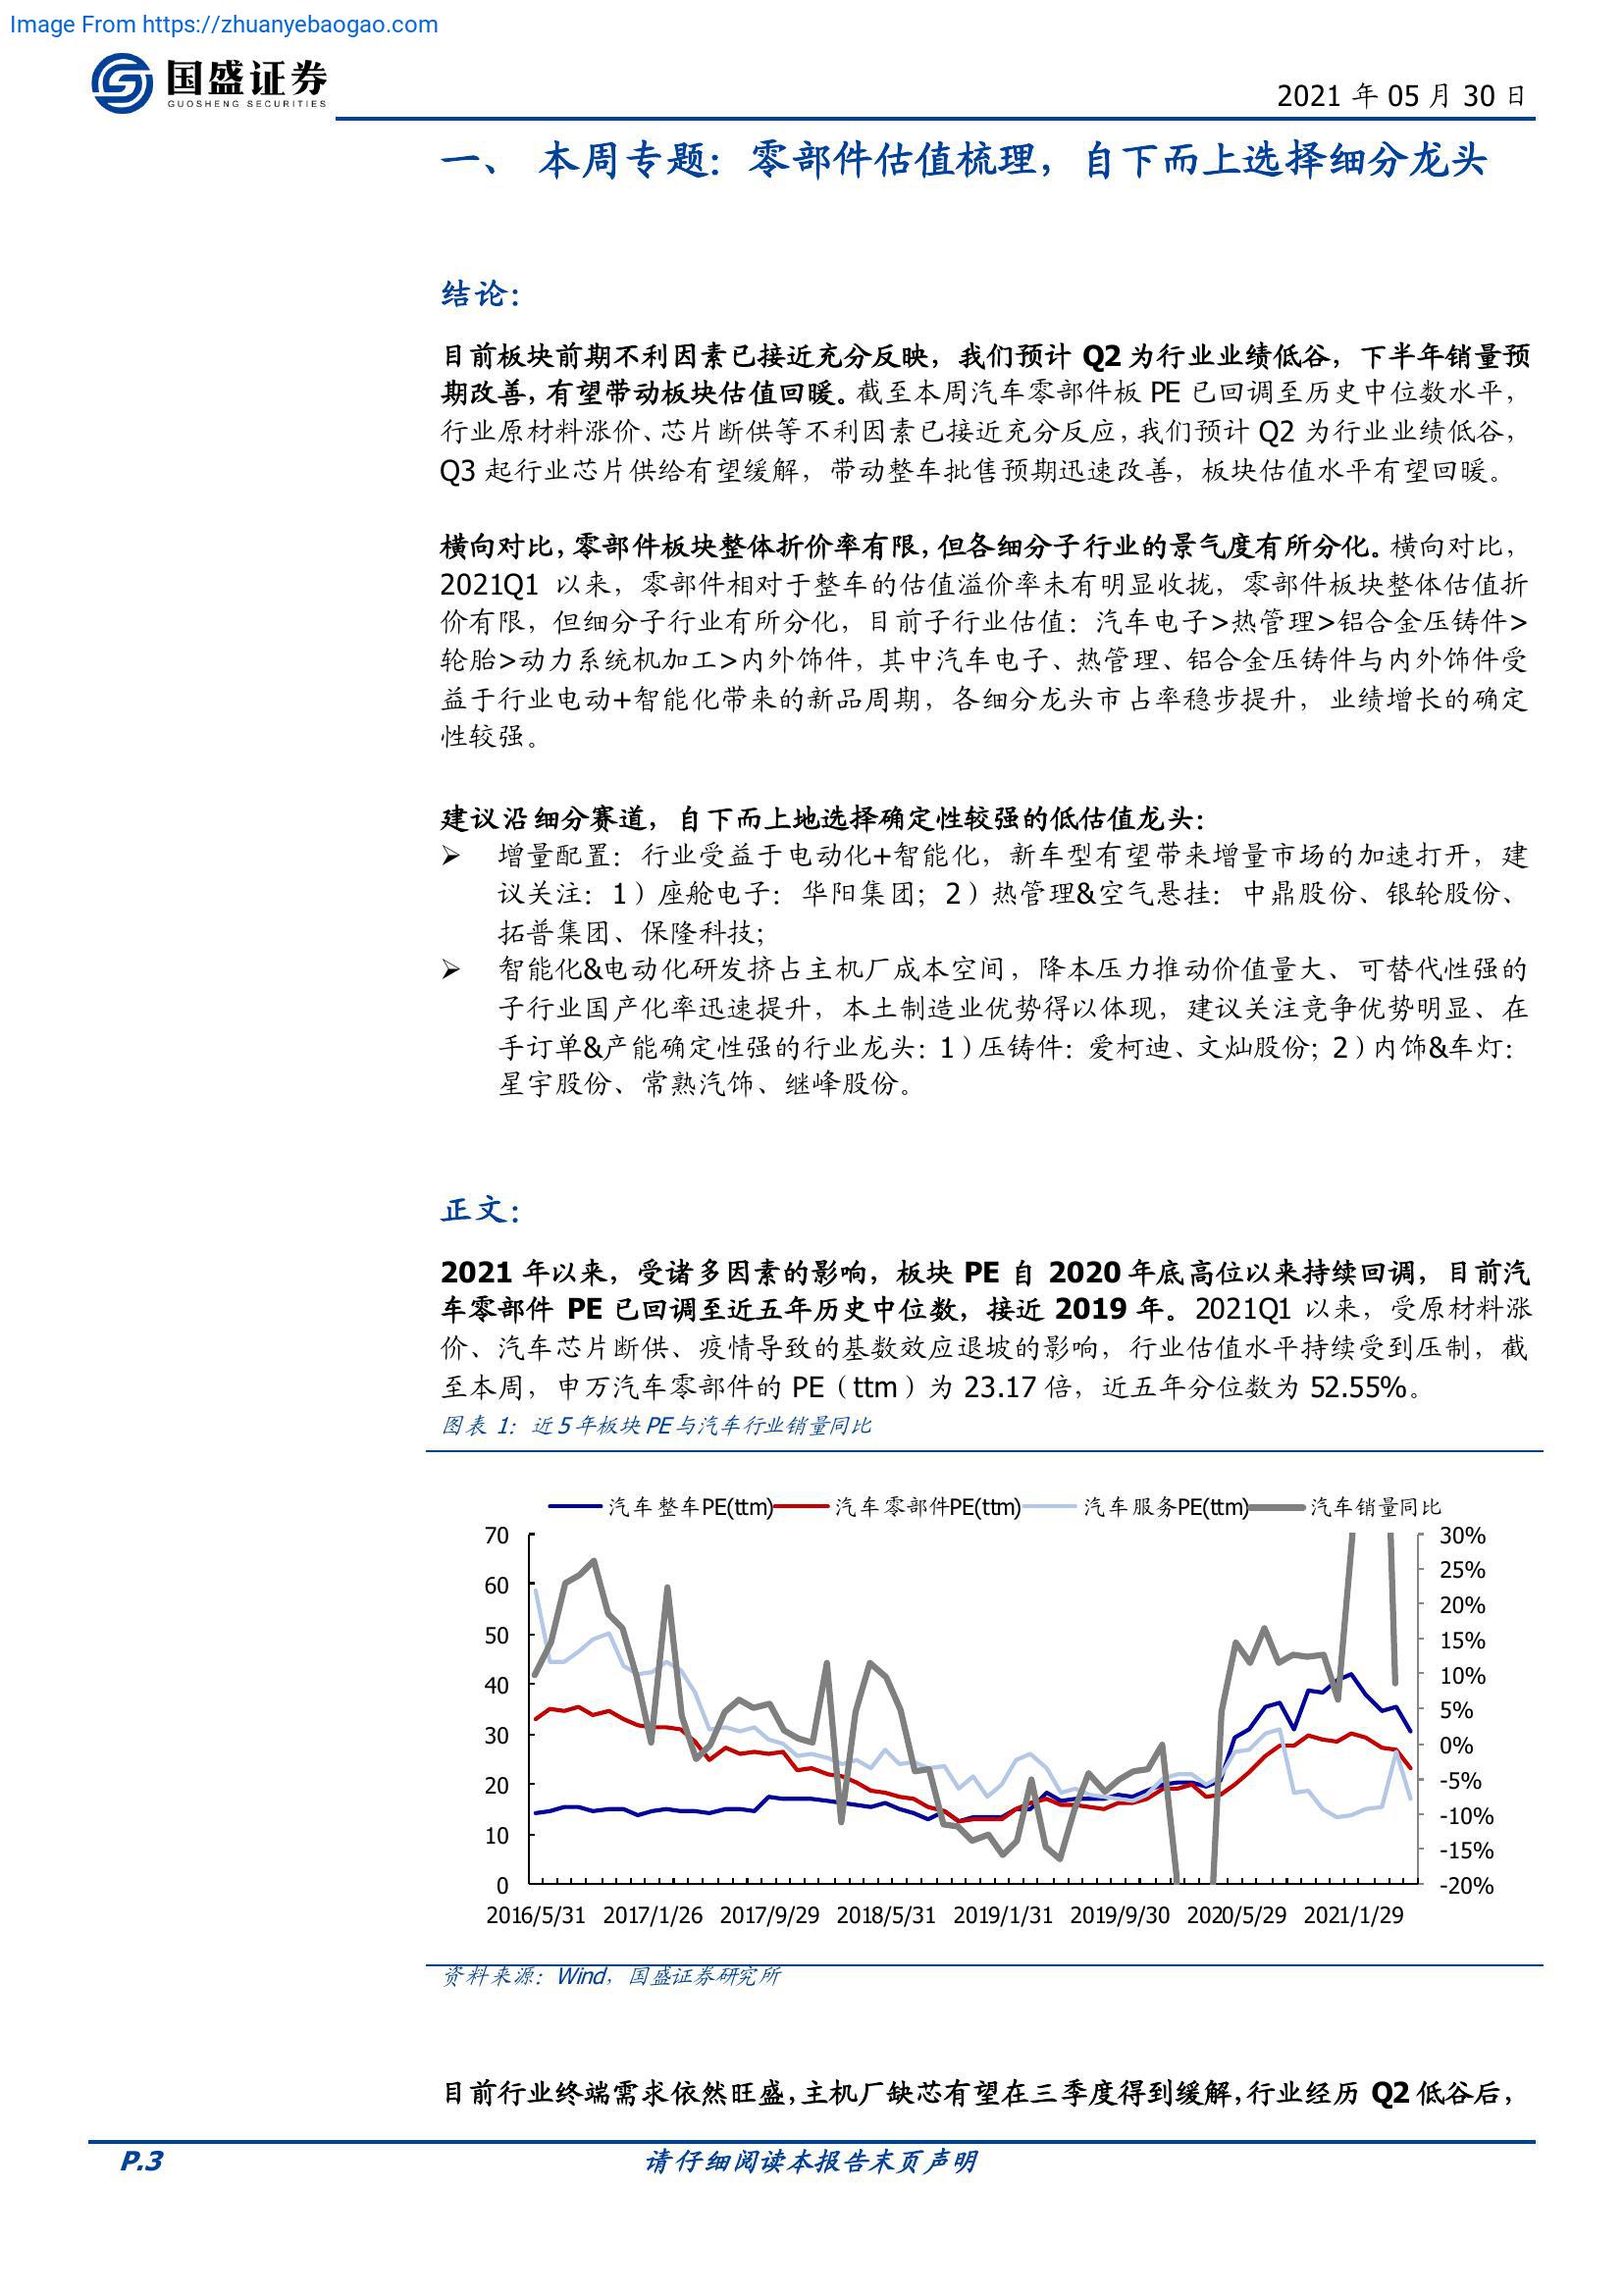 Image From https://zhuanyebaogao.com
国盛证券
GUOSHENG SECURITIES
2021 年 05 月 30 日
一、 本周专题：零部件估值梳理，自下而上选择细分龙头
结论：
目前板块前期不利因素已接近充分反映，我们预计 Q2 为行业业绩低谷，下半年销量预
期改善，有望带动板块估值回暖。截至本周汽车零部件板 PE 已回调至历史中位数水平，
行业原材料涨价、芯片断供等不利因素已接近充分反应，我们预计 Q2 为行业业绩低谷，
Q3 起行业芯片供给有望缓解，带动整车批售预期迅速改善，板块估值水平有望回暖。
横向对比，零部件板块整体折价率有限，但各细分子行业的景气度有所分化。横向对比，
2021Q1 以来，零部件相对于整车的估值溢价率未有明显收拢，零部件板块整体估值折
价有限，但细分子行业有所分化，目前子行业估值：汽车电子>热管理>铝合金压铸件>
轮胎>动力系统机加工>内外饰件，其中汽车电子、热管理、铝合金压铸件与内外饰件受
益于行业电动+智能化带来的新品周期，各细分龙头市占率稳步提升，业绩增长的确定
性较强。
建议沿细分赛道，自下而上地选择确定性较强的低估值龙头：
➢ 增量配置：行业受益于电动化+智能化，新车型有望带来增量市场的加速打开，建
议关注：1）座舱电子：华阳集团；2）热管理&空气悬挂：中鼎股份、银轮股份、
拓普集团、保隆科技；
➢ 智能化&电动化研发挤占主机厂成本空间，降本压力推动价值量大、可替代性强的
子行业国产化率迅速提升，本土制造业优势得以体现，建议关注竞争优势明显、在
手订单&产能确定性强的行业龙头：1）压铸件：爱柯迪、文灿股份；2）内饰&车灯：
星宇股份、常熟汽饰、继峰股份。
正文：
2021 年以来，受诸多因素的影响，板块 PE 自 2020 年底高位以来持续回调，目前汽
车零部件 PE 已回调至近五年历史中位数，接近 2019 年。2021Q1 以来，受原材料涨
价、汽车芯片断供、疫情导致的基数效应退坡的影响，行业估值水平持续受到压制，截
至本周，申万汽车零部件的 PE（ttm）为 23.17 倍，近五年分位数为 52.55%。
图表 1：近 5 年板块 PE 与汽车行业销量同比
汽车整车PE(ttm) 汽车零部件PE(ttm) 汽车服务PE(ttm) 汽车销量同比
70 30%
25%
60 20%
50 15%
40 10%
30 5%
0%
20 -5%
-10%
10 -15%
0 -20%
2016/5/31 2017/1/26 2017/9/29 2018/5/31 2019/1/31 2019/9/30 2020/5/29 2021/1/29
资料来源：Wind，国盛证券研究所
目前行业终端需求依然旺盛，主机厂缺芯有望在三季度得到缓解，行业经历 Q2 低谷后，
P.3 请仔细阅读本报告末页声明